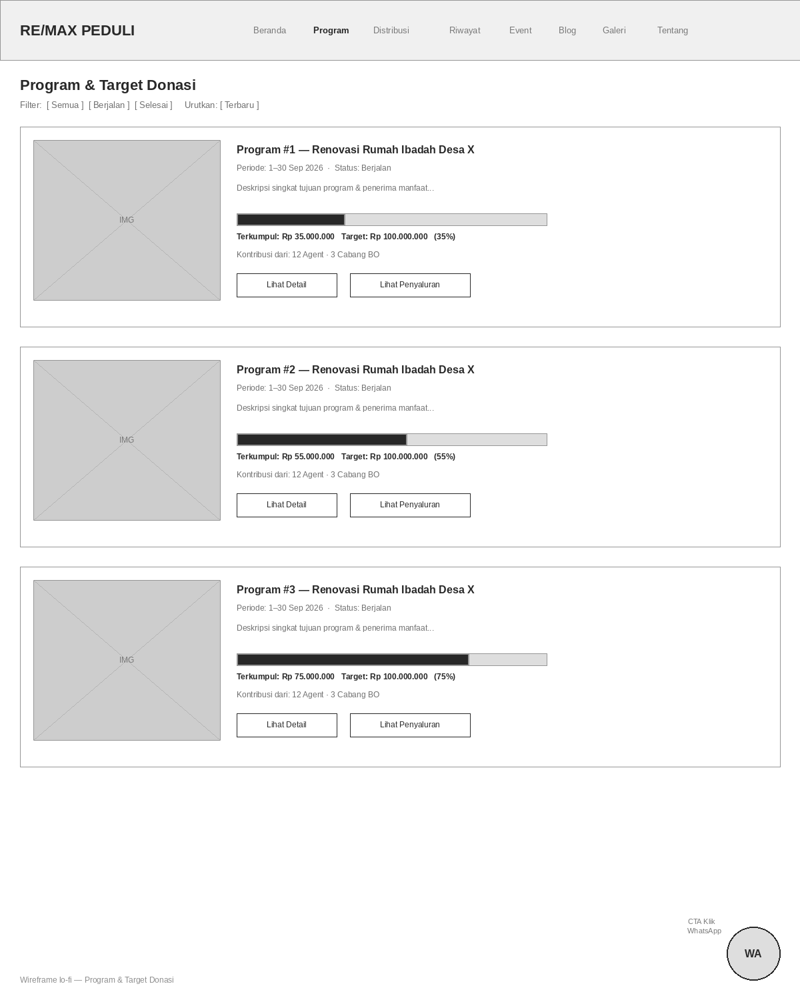 RE/MAX PEDULI
Beranda Program Distribusi Riwayat Event Blog Galeri Tentang
Program & Target Donasi
Filter: [ Semua ] [ Berjalan ] [ Selesai ] Urutkan: [ Terbaru ]
IMG
Program #1 — Renovasi Rumah Ibadah Desa X
Periode: 1–30 Sep 2026 · Status: Berjalan
Deskripsi singkat tujuan program & penerima manfaat...
Terkumpul: Rp 35.000.000 Target: Rp 100.000.000 (35%)
Kontribusi dari: 12 Agent · 3 Cabang BO
Lihat Detail Lihat Penyaluran
IMG
Program #2 — Renovasi Rumah Ibadah Desa X
Periode: 1–30 Sep 2026 · Status: Berjalan
Deskripsi singkat tujuan program & penerima manfaat...
Terkumpul: Rp 55.000.000 Target: Rp 100.000.000 (55%)
Kontribusi dari: 12 Agent · 3 Cabang BO
Lihat Detail Lihat Penyaluran
IMG
Program #3 — Renovasi Rumah Ibadah Desa X
Periode: 1–30 Sep 2026 · Status: Berjalan
Deskripsi singkat tujuan program & penerima manfaat...
Terkumpul: Rp 75.000.000 Target: Rp 100.000.000 (75%)
Kontribusi dari: 12 Agent · 3 Cabang BO
Lihat Detail Lihat Penyaluran
CTA Klik
WhatsApp
WA
Wireframe lo-fi — Program & Target Donasi